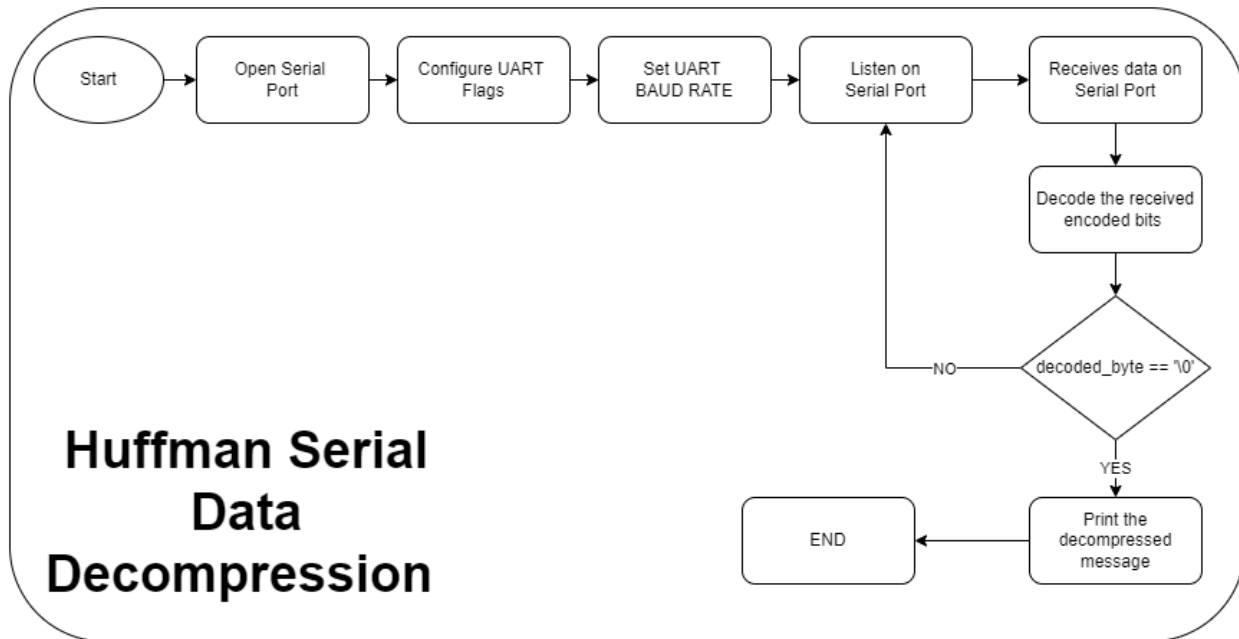 Start
Open Serial
Port
Configure UART
Flags
Set UART
BAUD RATE
Listen on
Serial Port
Receives data on
Serial Port
Decode the received
encoded bits
decoded_byte == '\0'
NO
YES
Print the
decompressed
message
END
Huffman Serial
Data
Decompression